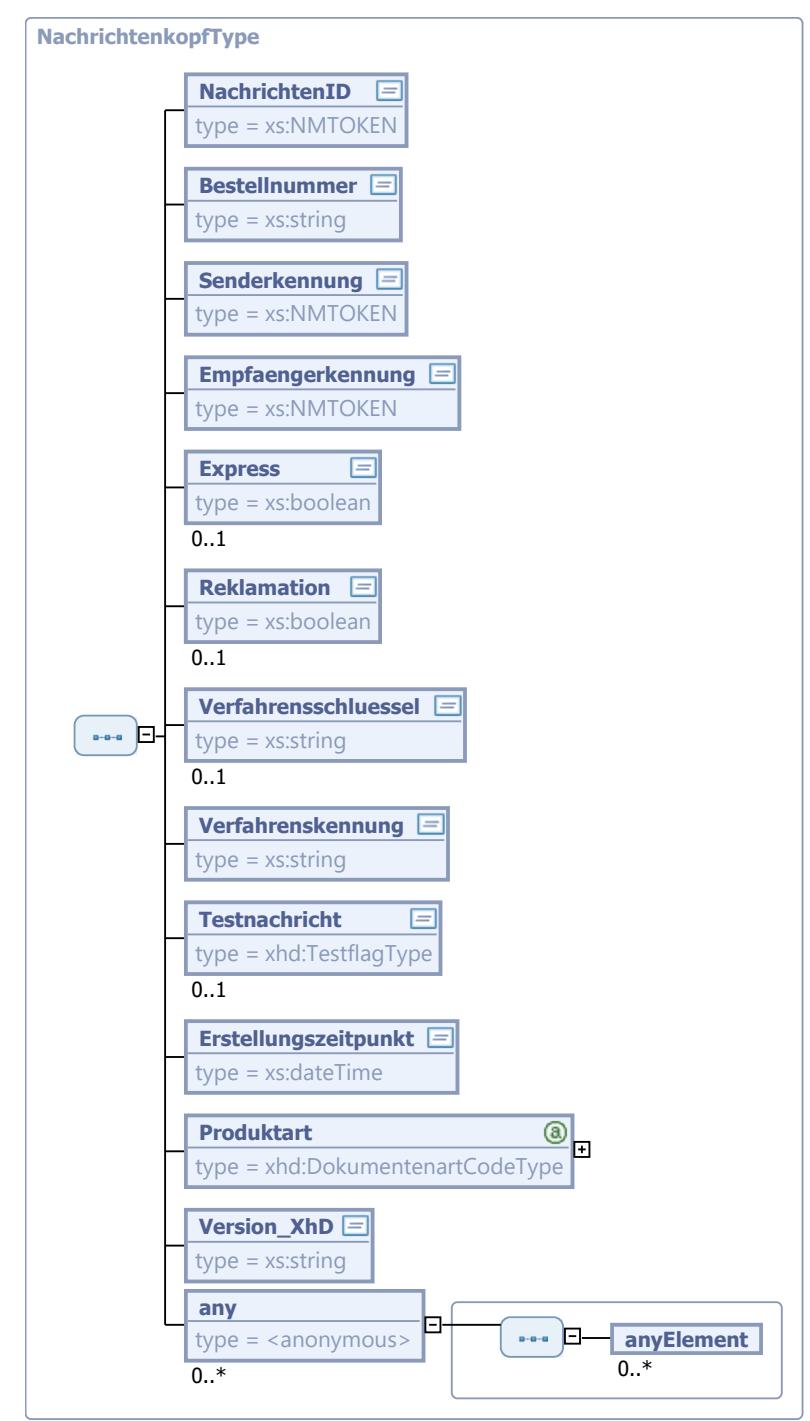 NachrichtenkopfType
NachrichtenID
type = xs:NMTOKEN
Bestellnummer
type = xs:string
Senderkennung
type = xs:NMTOKEN
Empfaengerkennung
type = xs:NMTOKEN
Express
type = xs:boolean
0..1
Reklamation
type = xs:boolean
0..1
Verfahrensschluessel
type = xs:string
0..1
Verfahrenskennung
type = xs:string
Testnachricht
type = xhd:TestflagType
0..1
Erstellungszeitpunkt
type = xs:dateTime
Produktart
a
type = xhd:DokumentenartCodeType
Version_XhD
type = xs:string
any
type = <anonymous>
0..*
anyElement
0..*